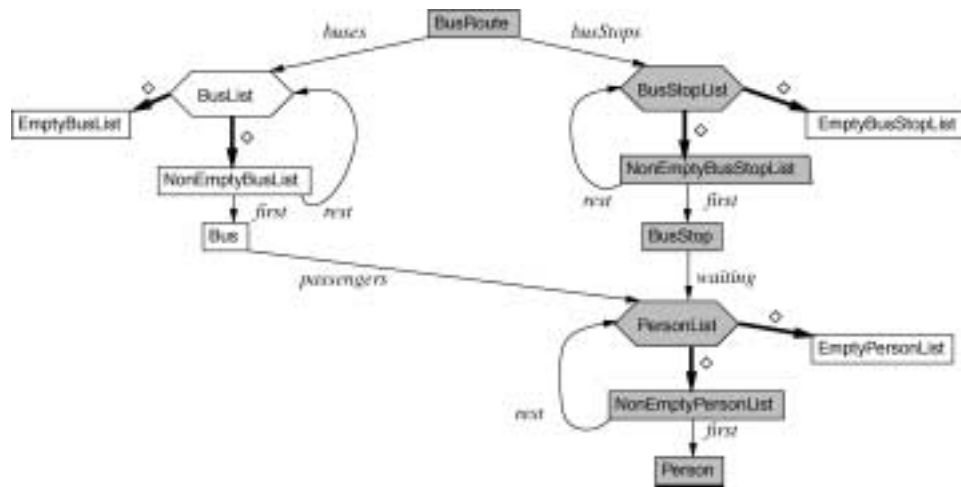 BusRoute
buses
busStops
BusList
BusStopList
EmptyBusList
EmptyBusStopList
NonEmptyBusList
NonEmptyBusStopList
first
rest
rest
first
Bus
BusStop
passengers
waiting
PersonList
EmptyPersonList
NonEmptyPersonList
rest
first
Person